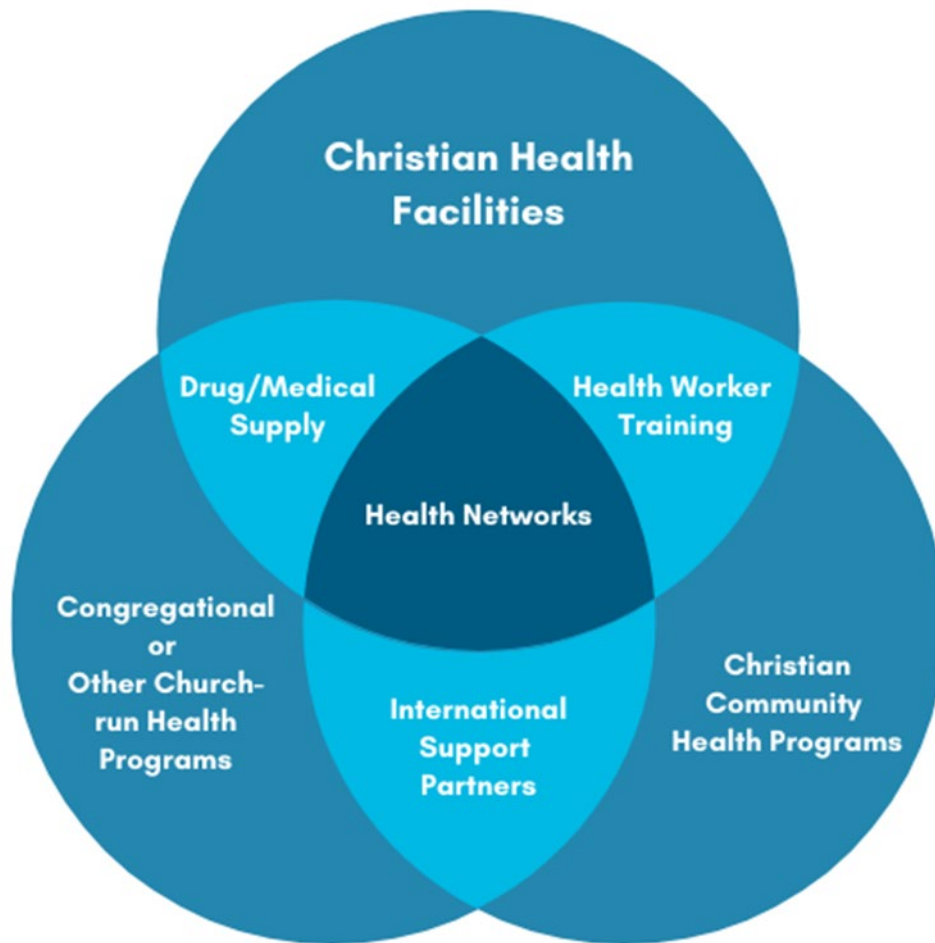 Christian Health
Facilities
Drug/Medical
Supply
Health Worker
Training
Health Networks
Congregational
or
Other Church-
run Health
Programs
International
Support
Partners
Christian
Community
Health Programs